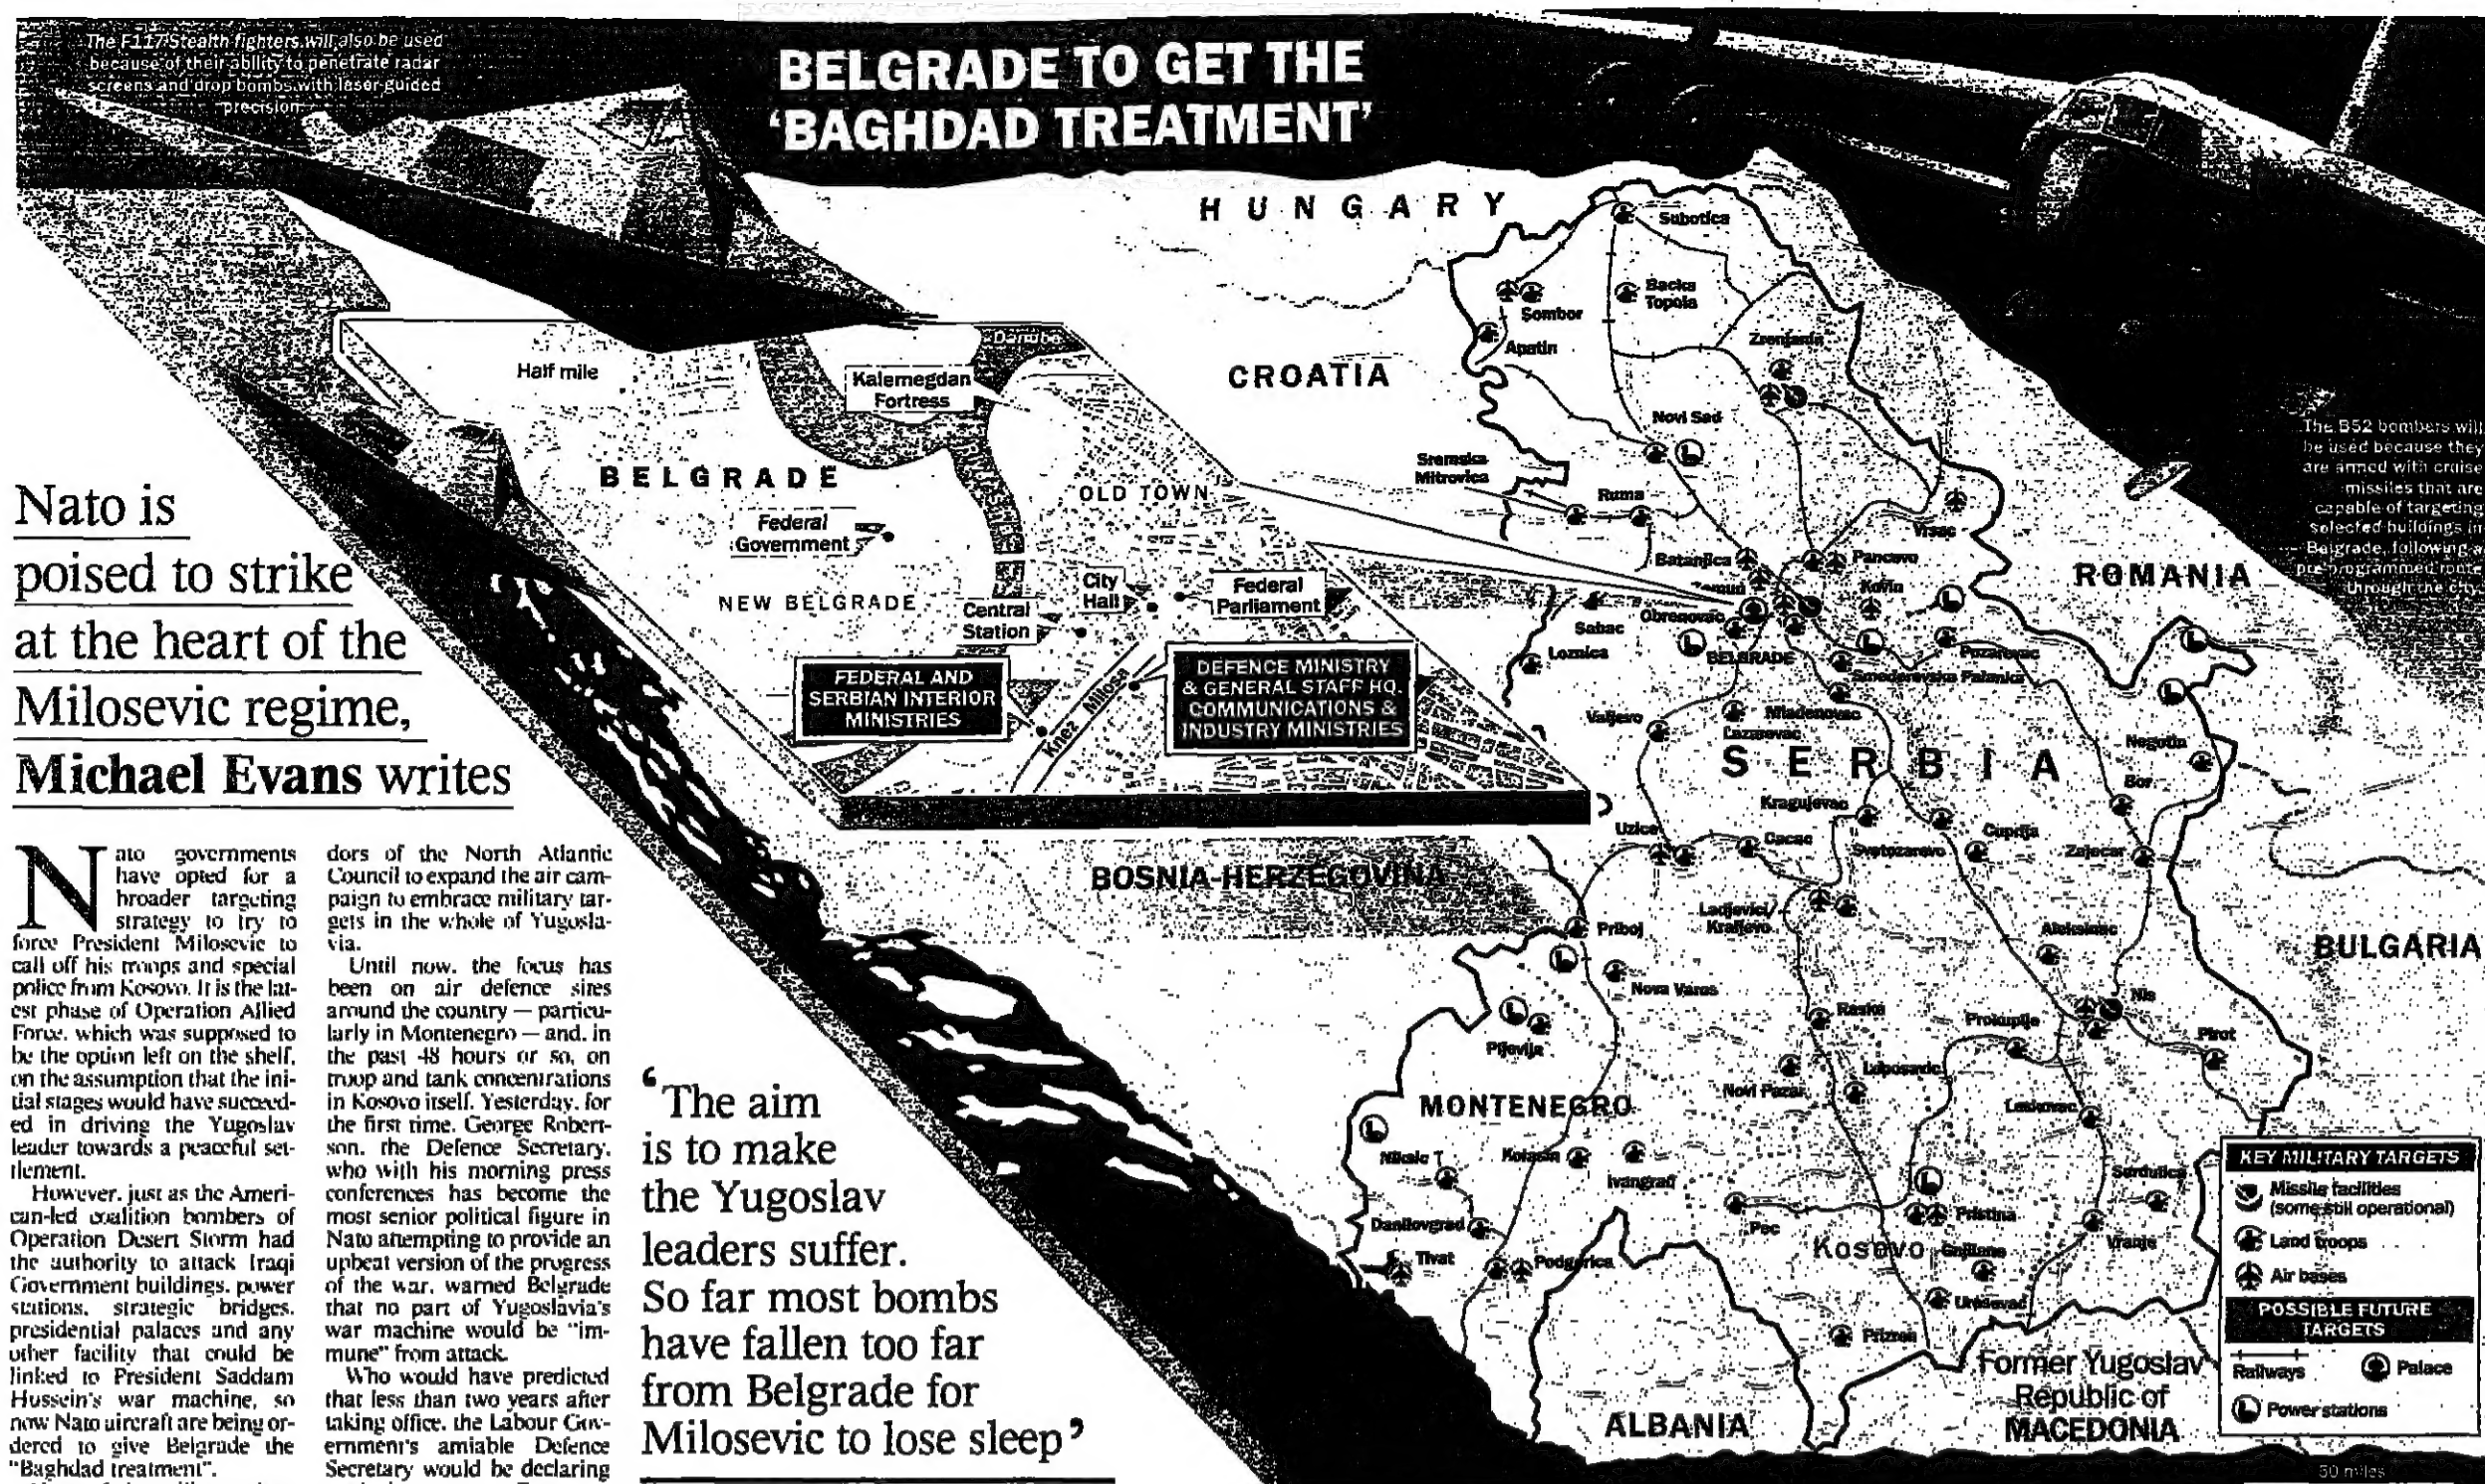 The F117 Stealth fighters will also be used
because of their ability to penetrate radar
screens and drop bombs with laser-guided
precision
BELGRADE TO GET THE
‘BAGHDAD TREATMENT’
The B52 bombers will
be used because they
are armed with cruise
missiles that are
capable of targeting
selected buildings in
Belgrade, following a
pre-programmed route
through the city
Nato is
poised to strike
at the heart of the
Milosevic regime,
Michael Evans writes
Nato governments
have opted for a
broader targeting
strategy to try to
force President Milosevic to
call off his troops and special
police from Kosovo. It is the lat-
est phase of Operation Allied
Force, which was supposed to
be the option left on the shelf,
on the assumption that the ini-
tial stages would have succeed-
ed in driving the Yugoslav
leader towards a peaceful set-
tlement.
However, just as the Ameri-
can-led coalition bombers of
Operation Desert Storm had
the authority to attack Iraqi
Government buildings, power
stations, strategic bridges,
presidential palaces and any
other facility that could be
linked to President Saddam
Hussein's war machine, so
now Nato aircraft are being or-
dered to give Belgrade the
"Baghdad treatment".
dors of the North Atlantic
Council to expand the air cam-
paign to embrace military tar-
gets in the whole of Yugosla-
via.
Until now, the focus has
been on air defence sites
around the country — particu-
larly in Montenegro — and, in
the past 48 hours or so, on
troop and tank concentrations
in Kosovo itself. Yesterday, for
the first time, George Robert-
son, the Defence Secretary,
who with his morning press
conferences has become the
most senior political figure in
Nato attempting to provide an
upbeat version of the progress
of the war, warned Belgrade
that no part of Yugoslavia's
war machine would be "im-
mune" from attack.
Who would have predicted
that less than two years after
taking office, the Labour Gov-
ernment's amiable Defence
Secretary would be declaring
‘The aim
is to make
the Yugoslav
leaders suffer.
So far most bombs
have fallen too far
from Belgrade for
Milosevic to lose sleep’
Half mile
Danube
Kalemegdan
Fortress
BELGRADE
OLD TOWN
Federal
Government
NEW BELGRADE
City
Hall
Federal
Parliament
Central
Station
FEDERAL AND
SERBIAN INTERIOR
MINISTRIES
Knez Milosa
DEFENCE MINISTRY
& GENERAL STAFF HQ.
COMMUNICATIONS &
INDUSTRY MINISTRIES
HUNGARY
Subotica
Backa
Topola
Sombor
Apatin
Zrenjanin
CROATIA
Novi Sad
Sremska
Mitrovica
Ruma
Vrsac
Batanjica
Pancevo
Zemun
Kovin
ROMANIA
Sabac
Obrenovac
Loznica
BELGRADE
Pozarevac
Smederevska Palanka
Valjevo
Mladenovac
Lazarevac
Negotin
SERBIA
Bor
Kragujevac
Uzice
Cacac
Cuprija
Svetozarevo
Zajecar
BOSNIA-HERZEGOVINA
Ladjevici/
Kraljevo
Priboj
Aleksinac
BULGARIA
Nova Varos
Nis
Raska
Prokuplje
Pirot
Pljevlja
Novi Pazar
Leposavic
MONTENEGRO
Leskovac
Niksic
Kolasin
Ivangrad
Surdulica
Danilovgrad
Pec
Pristina
Vranje
KOSOVO
Gnjilane
Tivat
Podgorica
Urosevac
Prizren
Former Yugoslav
Republic of
MACEDONIA
ALBANIA
KEY MILITARY TARGETS
Missile facilities
(some still operational)
Land troops
Air bases
POSSIBLE FUTURE
TARGETS
Railways
Palace
Power stations
50 miles